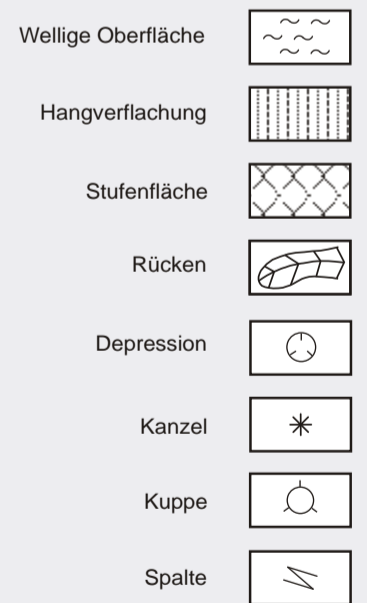 Wellige Oberfläche
Hangverflachung
Stufenfläche
Rücken
Depression
Kanzel
Kuppe
Spalte